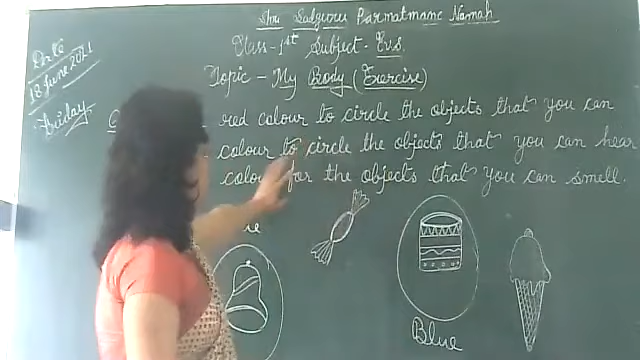 Shri Sadguru Parmatmane Namah
Date
18 June 2021
Friday
Class-1st Subject-Evs.
Topic - My Body (Exercise)
red colour to circle the objects that you can
colour to circle the objects that you can hear
colour for the objects that you can smell.
Blue